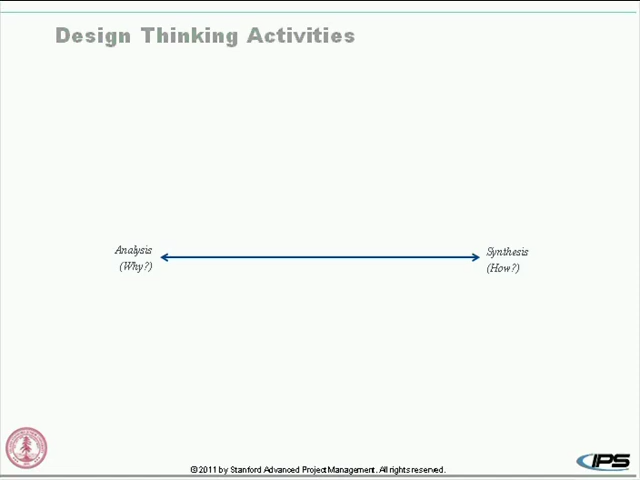 Design Thinking Activities
Analysis
(Why?)
Synthesis
(How?)
© 2011 by Stanford Advanced Project Management. All rights reserved.
IPS